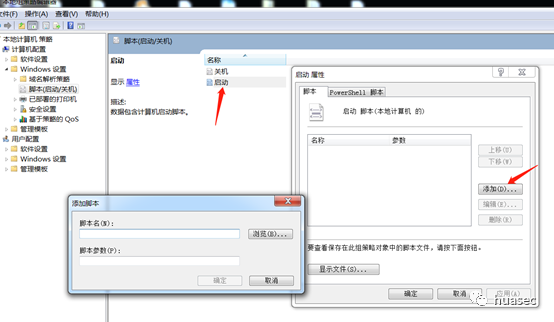 本地组策略编辑器
文件(F) 操作(A) 查看(V) 帮助(H)
本地计算机 策略
计算机配置
软件设置
Windows 设置
域名解析策略
脚本(启动/关机)
已部署的打印机
安全设置
基于策略的 QoS
管理模板
用户配置
软件设置
Windows 设置
管理模板
脚本(启动/关机)
启动
显示 属性
描述:
数据包含计算机启动脚本。
名称
关机
启动
启动 属性
脚本 PowerShell 脚本
启动 脚本(本地计算机 的)
名称 参数
上移(U)
下移(W)
添加(D)...
编辑(E)...
删除(R)
要查看保存在此组策略对象中的脚本文件，请按下面按钮。
显示文件(S)...
确定 取消 应用(A)
添加脚本
脚本名(N):
浏览(B)...
脚本参数(P):
确定 取消
nuasec